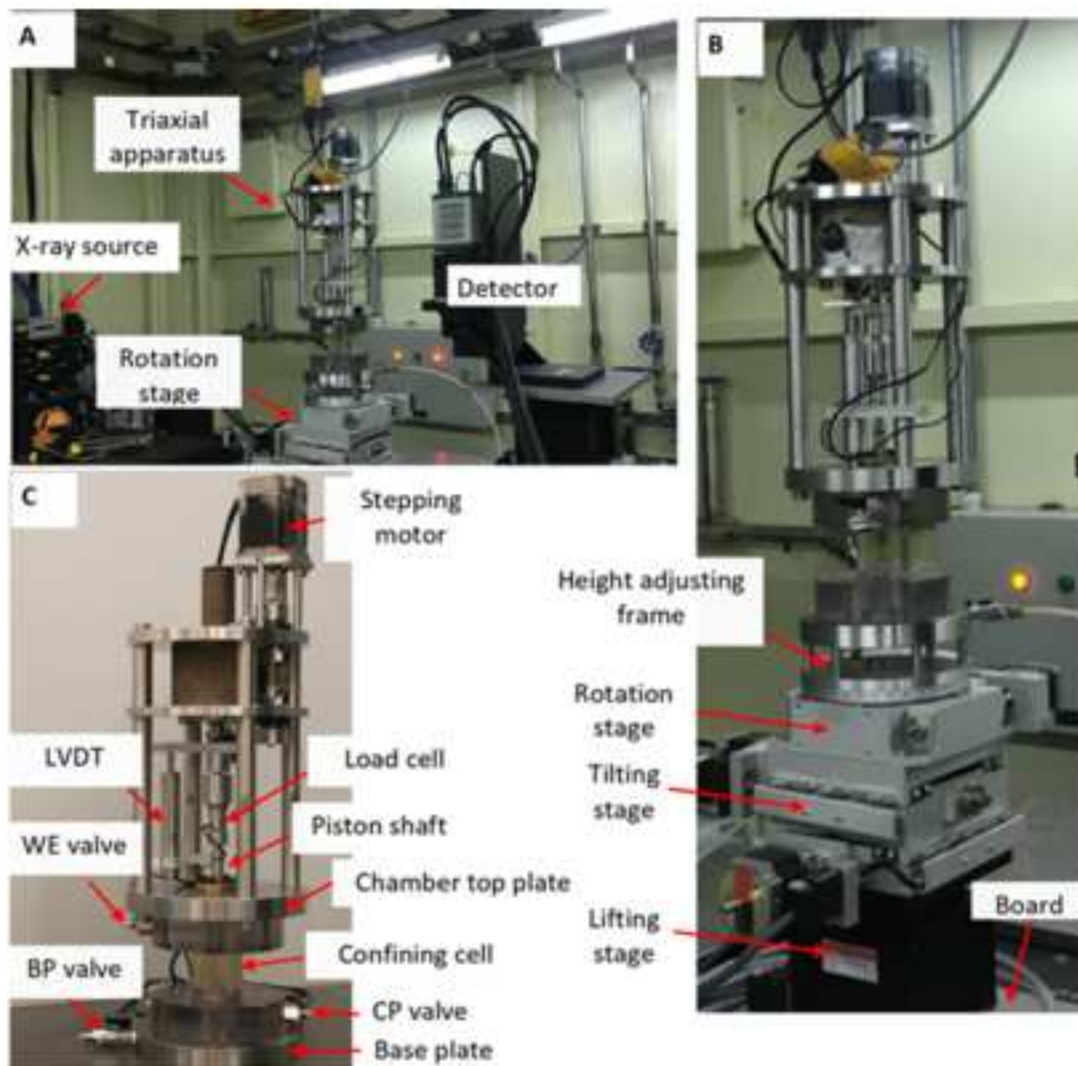 A
Triaxial
apparatus
X-ray source
Detector
Rotation
stage
B
Height adjusting
frame
Rotation
stage
Tilting
stage
Lifting
stage
Board
C
Stepping
motor
LVDT
Load cell
Piston shaft
WE valve
Chamber top plate
Confining cell
BP valve
CP valve
Base plate